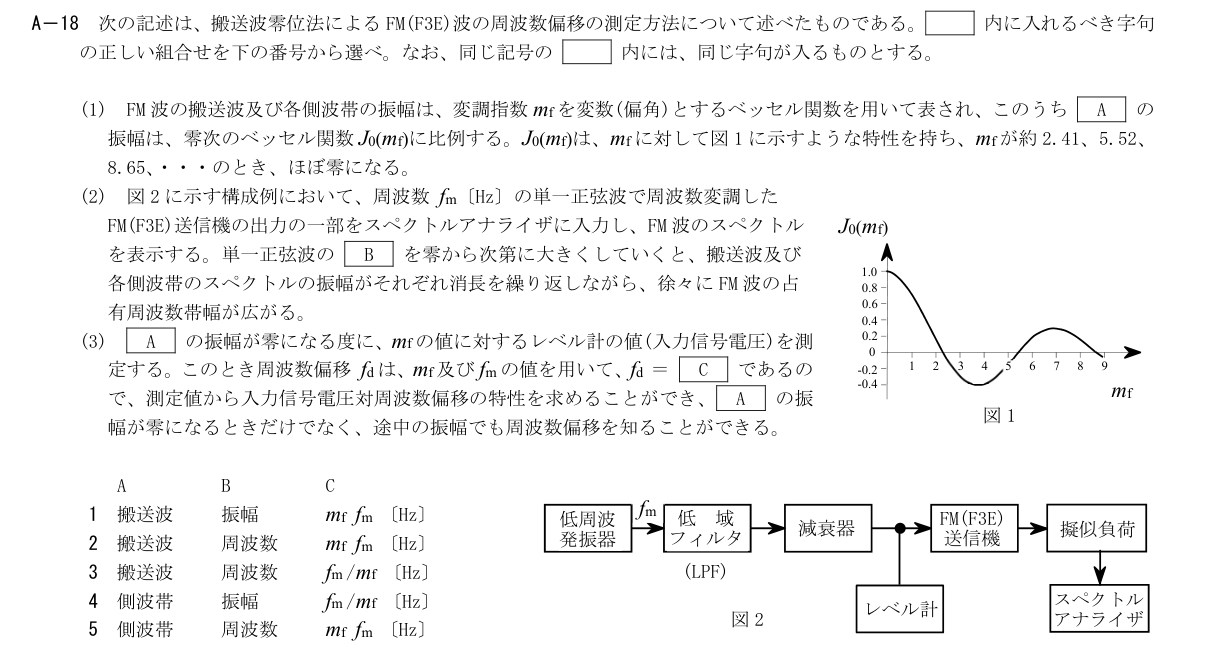 A－18 次の記述は、搬送波零位法による FM(F3E)波の周波数偏移の測定方法について述べたものである。　　内に入れるべき字句
の正しい組合せを下の番号から選べ。なお、同じ記号の　　内には、同じ字句が入るものとする。
(1) FM 波の搬送波及び各側波帯の振幅は、変調指数 mfを変数(偏角)とするベッセル関数を用いて表され、このうち A の
振幅は、零次のベッセル関数J0(mf)に比例する。J0(mf)は、mfに対して図1に示すような特性を持ち、mfが約 2.41、5.52、
8.65、・・・のとき、ほぼ零になる。
(2) 図2に示す構成例において、周波数 fm〔Hz〕の単一正弦波で周波数変調した
FM(F3E)送信機の出力の一部をスペクトルアナライザに入力し、FM波のスペクトル
を表示する。単一正弦波の B を零から次第に大きくしていくと、搬送波及び
各側波帯のスペクトルの振幅がそれぞれ消長を繰り返しながら、徐々に FM 波の占
有周波数帯幅が広がる。
(3) A の振幅が零になる度に、mfの値に対するレベル計の値(入力信号電圧)を測
定する。このとき周波数偏移 fdは、mf及びfmの値を用いて、fd ＝ C であるの
で、測定値から入力信号電圧対周波数偏移の特性を求めることができ、 A の振
幅が零になるときだけでなく、途中の振幅でも周波数偏移を知ることができる。
J0(mf)
1.0
0.8
0.6
0.4
0.2
0
-0.2
-0.4
1 2 3 4 5 6 7 8 9
mf
図1
A B C
1 搬送波 振幅 mf fm 〔Hz〕
2 搬送波 周波数 mf fm 〔Hz〕
3 搬送波 周波数 fm/mf 〔Hz〕
4 側波帯 振幅 fm/mf 〔Hz〕
5 側波帯 周波数 mf fm 〔Hz〕
低周波
発振器
fm
低 域
フィルタ
(LPF)
減衰器
FM(F3E)
送信機
擬似負荷
レベル計
スペクトル
アナライザ
図2